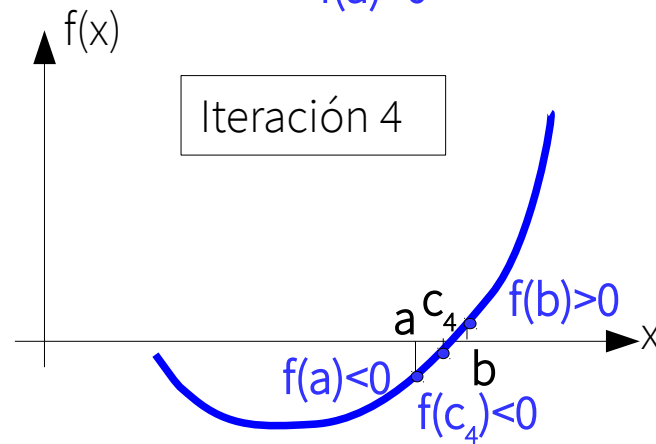 f(x)
Iteración 4
f(b)>0
a c₄
x
f(a)<0 b
f(c₄)<0